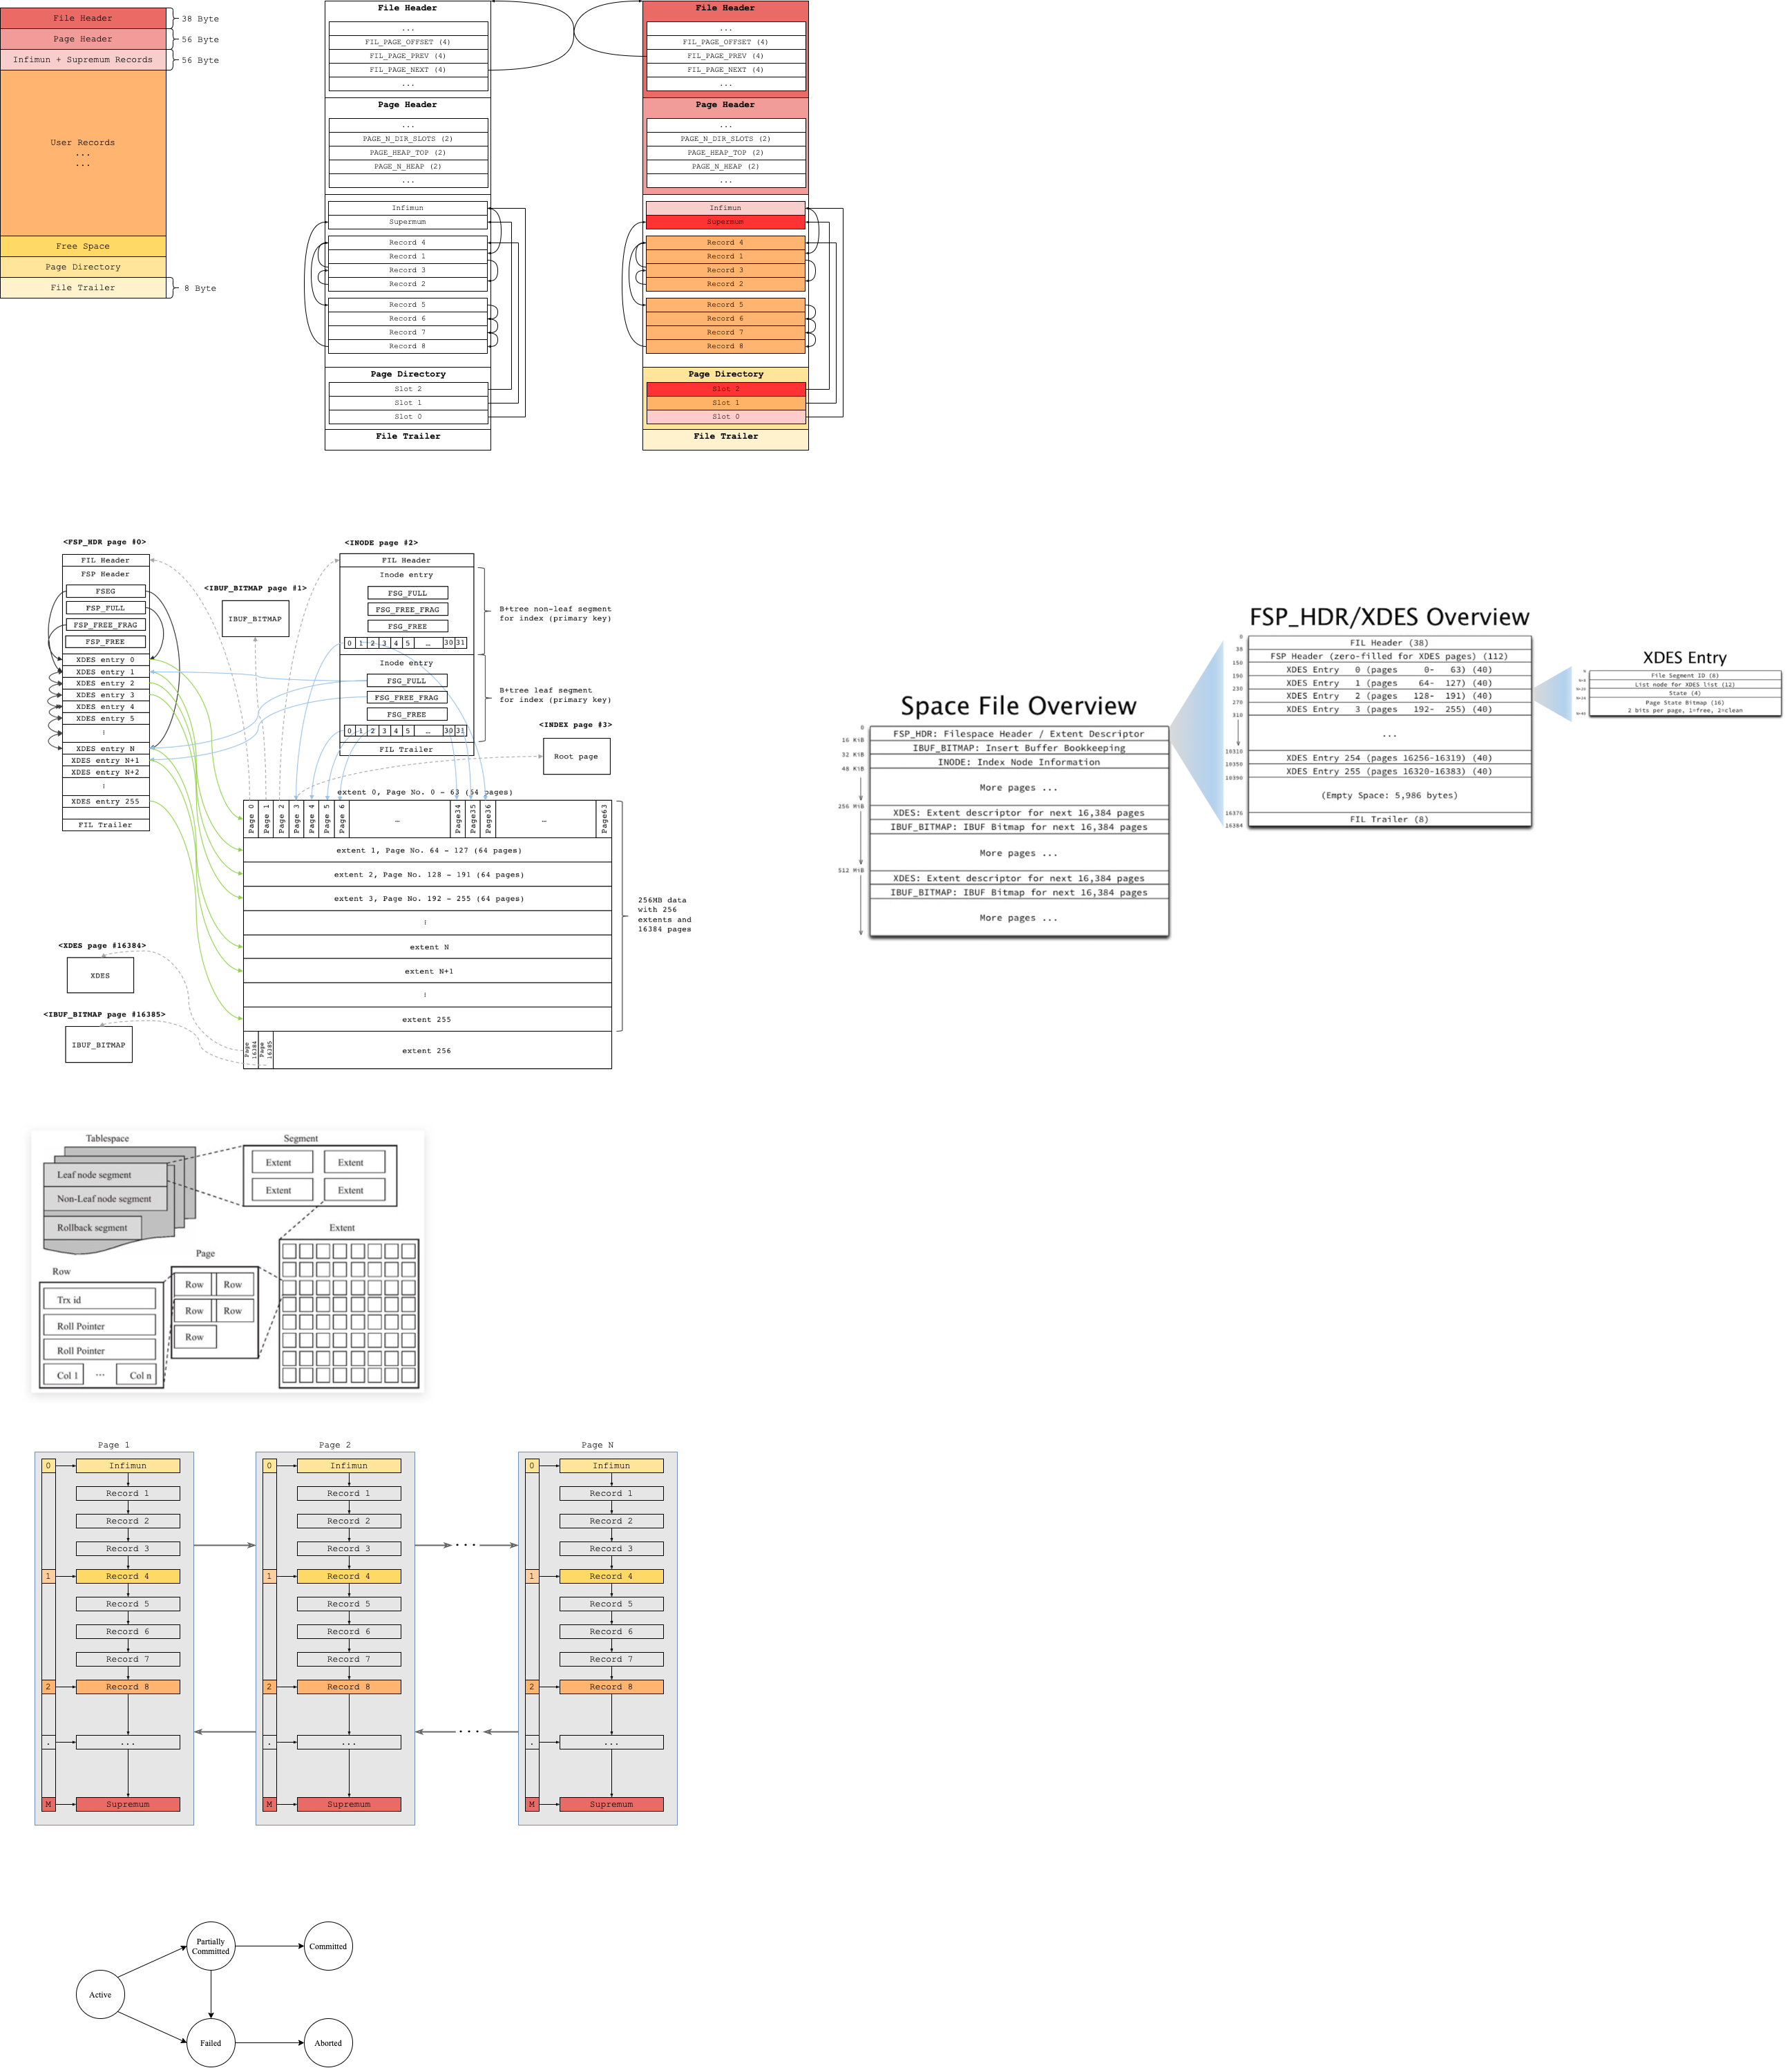 File Header
38 Byte
Page Header
56 Byte
Infimun + Supremum Records
56 Byte
User Records
...
...
Free Space
Page Directory
File Trailer
8 Byte
File Header
...
FIL_PAGE_OFFSET (4)
FIL_PAGE_PREV (4)
FIL_PAGE_NEXT (4)
...
Page Header
...
PAGE_N_DIR_SLOTS (2)
PAGE_HEAP_TOP (2)
PAGE_N_HEAP (2)
...
Infimun
Supermum
Record 4
Record 1
Record 3
Record 2
Record 5
Record 6
Record 7
Record 8
Page Directory
Slot 2
Slot 1
Slot 0
File Trailer
File Header
...
FIL_PAGE_OFFSET (4)
FIL_PAGE_PREV (4)
FIL_PAGE_NEXT (4)
...
Page Header
...
PAGE_N_DIR_SLOTS (2)
PAGE_HEAP_TOP (2)
PAGE_N_HEAP (2)
...
Infimun
Supermum
Record 4
Record 1
Record 3
Record 2
Record 5
Record 6
Record 7
Record 8
Page Directory
Slot 2
Slot 1
Slot 0
File Trailer
<FSP_HDR page #0>
FIL Header
FSP Header
FSEG
FSP_FULL
FSP_FREE_FRAG
FSP_FREE
XDES entry 0
XDES entry 1
XDES entry 2
XDES entry 3
XDES entry 4
XDES entry 5
⁝
XDES entry N
XDES entry N+1
XDES entry N+2
⁝
XDES entry 255
FIL Trailer
<IBUF_BITMAP page #1>
IBUF_BITMAP
<INODE page #2>
FIL Header
Inode entry
FSG_FULL
FSG_FREE_FRAG
FSG_FREE
0 1 2 3 4 5 … 30 31
Inode entry
FSG_FULL
FSG_FREE_FRAG
FSG_FREE
0 1 2 3 4 5 … 30 31
FIL Trailer
B+tree non-leaf segment
for index (primary key)
B+tree leaf segment
for index (primary key)
<INDEX page #3>
Root page
extent 0, Page No. 0 - 63 (64 pages)
Page 0
Page 1
Page 2
Page 3
Page 4
Page 5
Page 6
…
Page34
Page35
Page36
…
Page63
extent 1, Page No. 64 - 127 (64 pages)
extent 2, Page No. 128 - 191 (64 pages)
extent 3, Page No. 192 - 255 (64 pages)
⁝
extent N
extent N+1
⁝
extent 255
Page 16384
Page 16385
extent 256
256MB data
with 256
extents and
16384 pages
<XDES page #16384>
XDES
<IBUF_BITMAP page #16385>
IBUF_BITMAP
Space File Overview
0
FSP_HDR: Filespace Header / Extent Descriptor
16 KiB
IBUF_BITMAP: Insert Buffer Bookkeeping
32 KiB
INODE: Index Node Information
48 KiB
More pages ...
256 MiB
XDES: Extent descriptor for next 16,384 pages
IBUF_BITMAP: IBUF Bitmap for next 16,384 pages
More pages ...
512 MiB
XDES: Extent descriptor for next 16,384 pages
IBUF_BITMAP: IBUF Bitmap for next 16,384 pages
More pages ...
FSP_HDR/XDES Overview
0
FIL Header (38)
38
FSP Header (zero-filled for XDES pages) (112)
150
XDES Entry 0 (pages 0- 63) (40)
190
XDES Entry 1 (pages 64- 127) (40)
230
XDES Entry 2 (pages 128- 191) (40)
270
XDES Entry 3 (pages 192- 255) (40)
310
...
10310
XDES Entry 254 (pages 16256-16319) (40)
10350
XDES Entry 255 (pages 16320-16383) (40)
10390
(Empty Space: 5,986 bytes)
16376
FIL Trailer (8)
16384
XDES Entry
N
File Segment ID (8)
N+8
List node for XDES list (12)
N+20
State (4)
N+24
Page State Bitmap (16)
2 bits per page, 1=free, 2=clean
N+40
Tablespace
Leaf node segment
Non-Leaf node segment
Rollback segment
Segment
Extent
Extent
Extent
Extent
Extent
Page
Row
Row
Row
Row
Row
Row
Trx id
Roll Pointer
Roll Pointer
Col 1
...
Col n
Page 1
0
Infimun
Record 1
Record 2
Record 3
1
Record 4
Record 5
Record 6
Record 7
2
Record 8
.
...
M
Supremum
Page 2
0
Infimun
Record 1
Record 2
Record 3
1
Record 4
Record 5
Record 6
Record 7
2
Record 8
.
...
M
Supremum
...
...
Page N
0
Infimun
Record 1
Record 2
Record 3
1
Record 4
Record 5
Record 6
Record 7
2
Record 8
.
...
M
Supremum
Partially
Committed
Committed
Active
Failed
Aborted